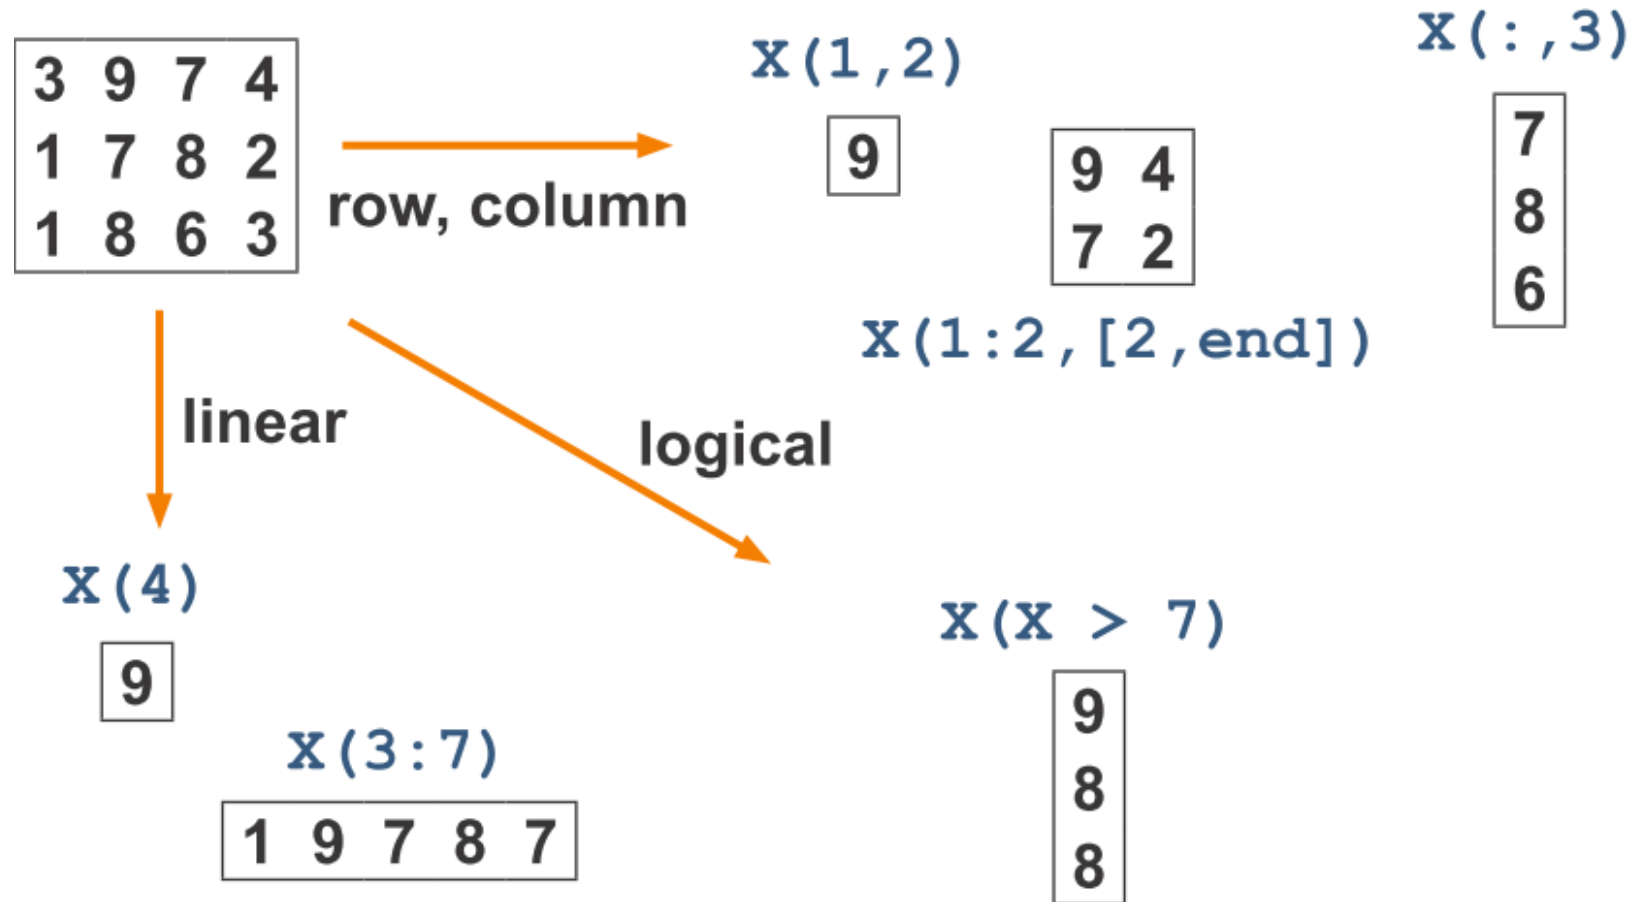 3 9 7 4
1 7 8 2
1 8 6 3
row, column
X(1,2)
9
9 4
7 2
X(1:2,[2,end])
X(:,3)
7
8
6
linear
X(4)
9
X(3:7)
1 9 7 8 7
logical
X(X > 7)
9
8
8